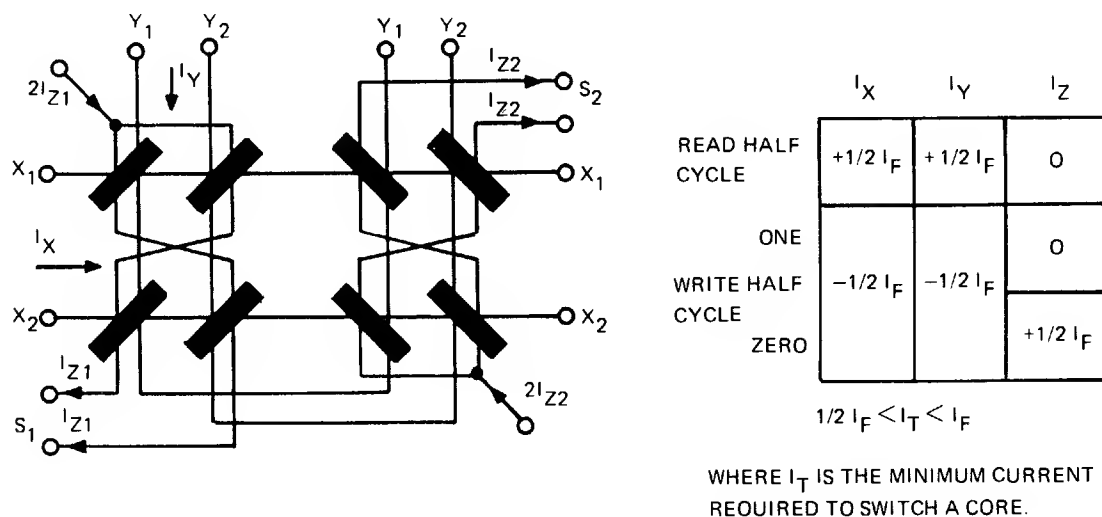 Y1 Y2 Y1 Y2
2IZ1 IY IZ2 S2
IZ2
X1 X1
IX
X2 X2
IZ1
2IZ2
S1 IZ1
IX IY IZ
READ HALF CYCLE +1/2 IF +1/2 IF 0
ONE 0
WRITE HALF CYCLE −1/2 IF −1/2 IF
ZERO +1/2 IF
1/2 IF < IT < IF
WHERE IT IS THE MINIMUM CURRENT
REQUIRED TO SWITCH A CORE.